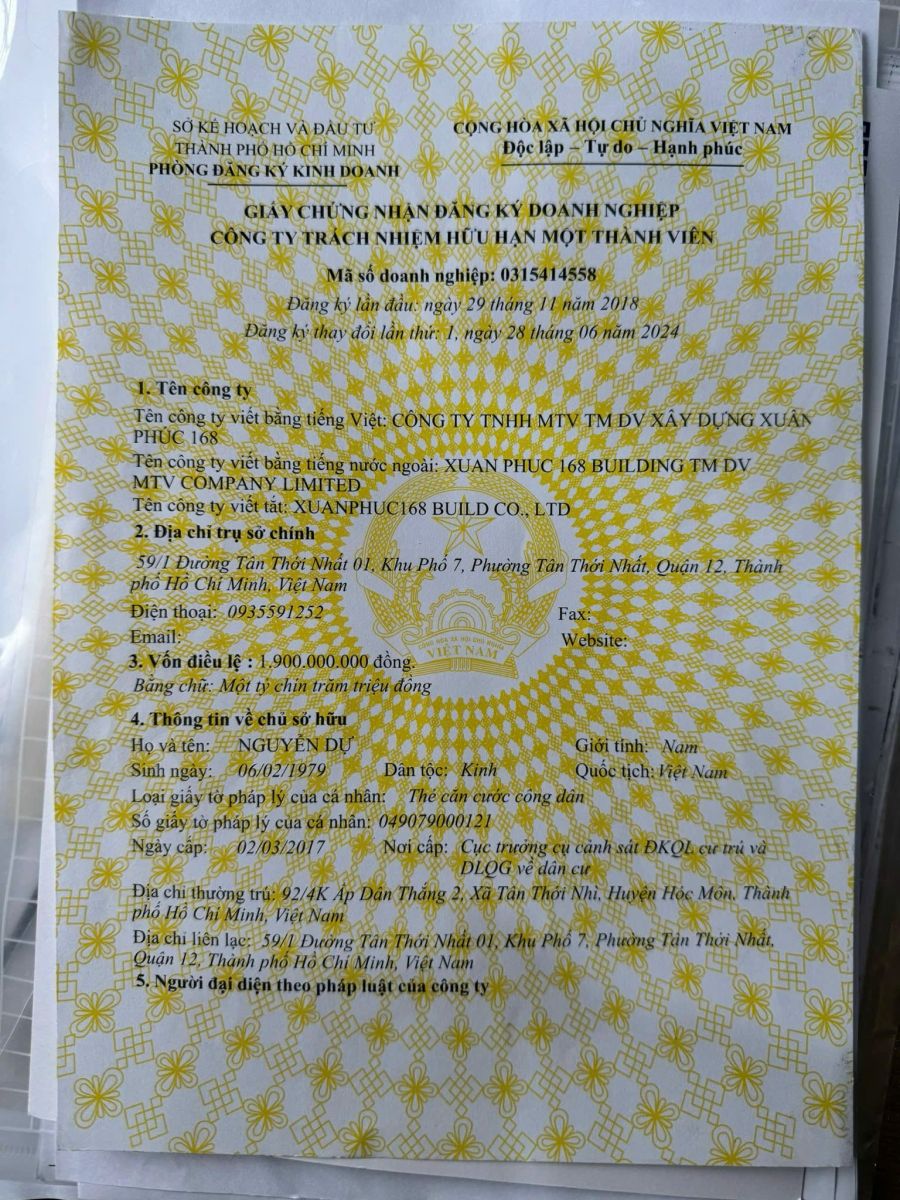 SỞ KẾ HOẠCH VÀ ĐẦU TƯ
THÀNH PHỐ HỒ CHÍ MINH
PHÒNG ĐĂNG KÝ KINH DOANH
CỘNG HÒA XÃ HỘI CHỦ NGHĨA VIỆT NAM
Độc lập – Tự do – Hạnh phúc
GIẤY CHỨNG NHẬN ĐĂNG KÝ DOANH NGHIỆP
CÔNG TY TRÁCH NHIỆM HỮU HẠN MỘT THÀNH VIÊN
Mã số doanh nghiệp: 0315414558
Đăng ký lần đầu: ngày 29 tháng 11 năm 2018
Đăng ký thay đổi lần thứ: 1, ngày 28 tháng 06 năm 2024
1. Tên công ty
Tên công ty viết bằng tiếng Việt: CÔNG TY TNHH MTV TM DV XÂY DỰNG XUÂN
PHÚC 168
Tên công ty viết bằng tiếng nước ngoài: XUAN PHUC 168 BUILDING TM DV
MTV COMPANY LIMITED
Tên công ty viết tắt: XUANPHUC168 BUILD CO., LTD
2. Địa chỉ trụ sở chính
59/1 Đường Tân Thới Nhất 01, Khu Phố 7, Phường Tân Thới Nhất, Quận 12, Thành
phố Hồ Chí Minh, Việt Nam
Điện thoại: 0935591252 Fax:
Email: Website:
CỘNG HÒA XÃ HỘI CHỦ NGHĨA
VIỆT NAM
3. Vốn điều lệ : 1.900.000.000 đồng.
Bằng chữ: Một tỷ chín trăm triệu đồng
4. Thông tin về chủ sở hữu
Họ và tên: NGUYỄN DỰ Giới tính: Nam
Sinh ngày: 06/02/1979 Dân tộc: Kinh Quốc tịch: Việt Nam
Loại giấy tờ pháp lý của cá nhân: Thẻ căn cước công dân
Số giấy tờ pháp lý của cá nhân: 049079000121
Ngày cấp: 02/03/2017 Nơi cấp: Cục trưởng cụ cảnh sát ĐKQL cư trú và
DLQG về dân cư
Địa chỉ thường trú: 92/4K Ấp Dân Thắng 2, Xã Tân Thới Nhì, Huyện Hóc Môn, Thành
phố Hồ Chí Minh, Việt Nam
Địa chỉ liên lạc: 59/1 Đường Tân Thới Nhất 01, Khu Phố 7, Phường Tân Thới Nhất,
Quận 12, Thành phố Hồ Chí Minh, Việt Nam
5. Người đại diện theo pháp luật của công ty